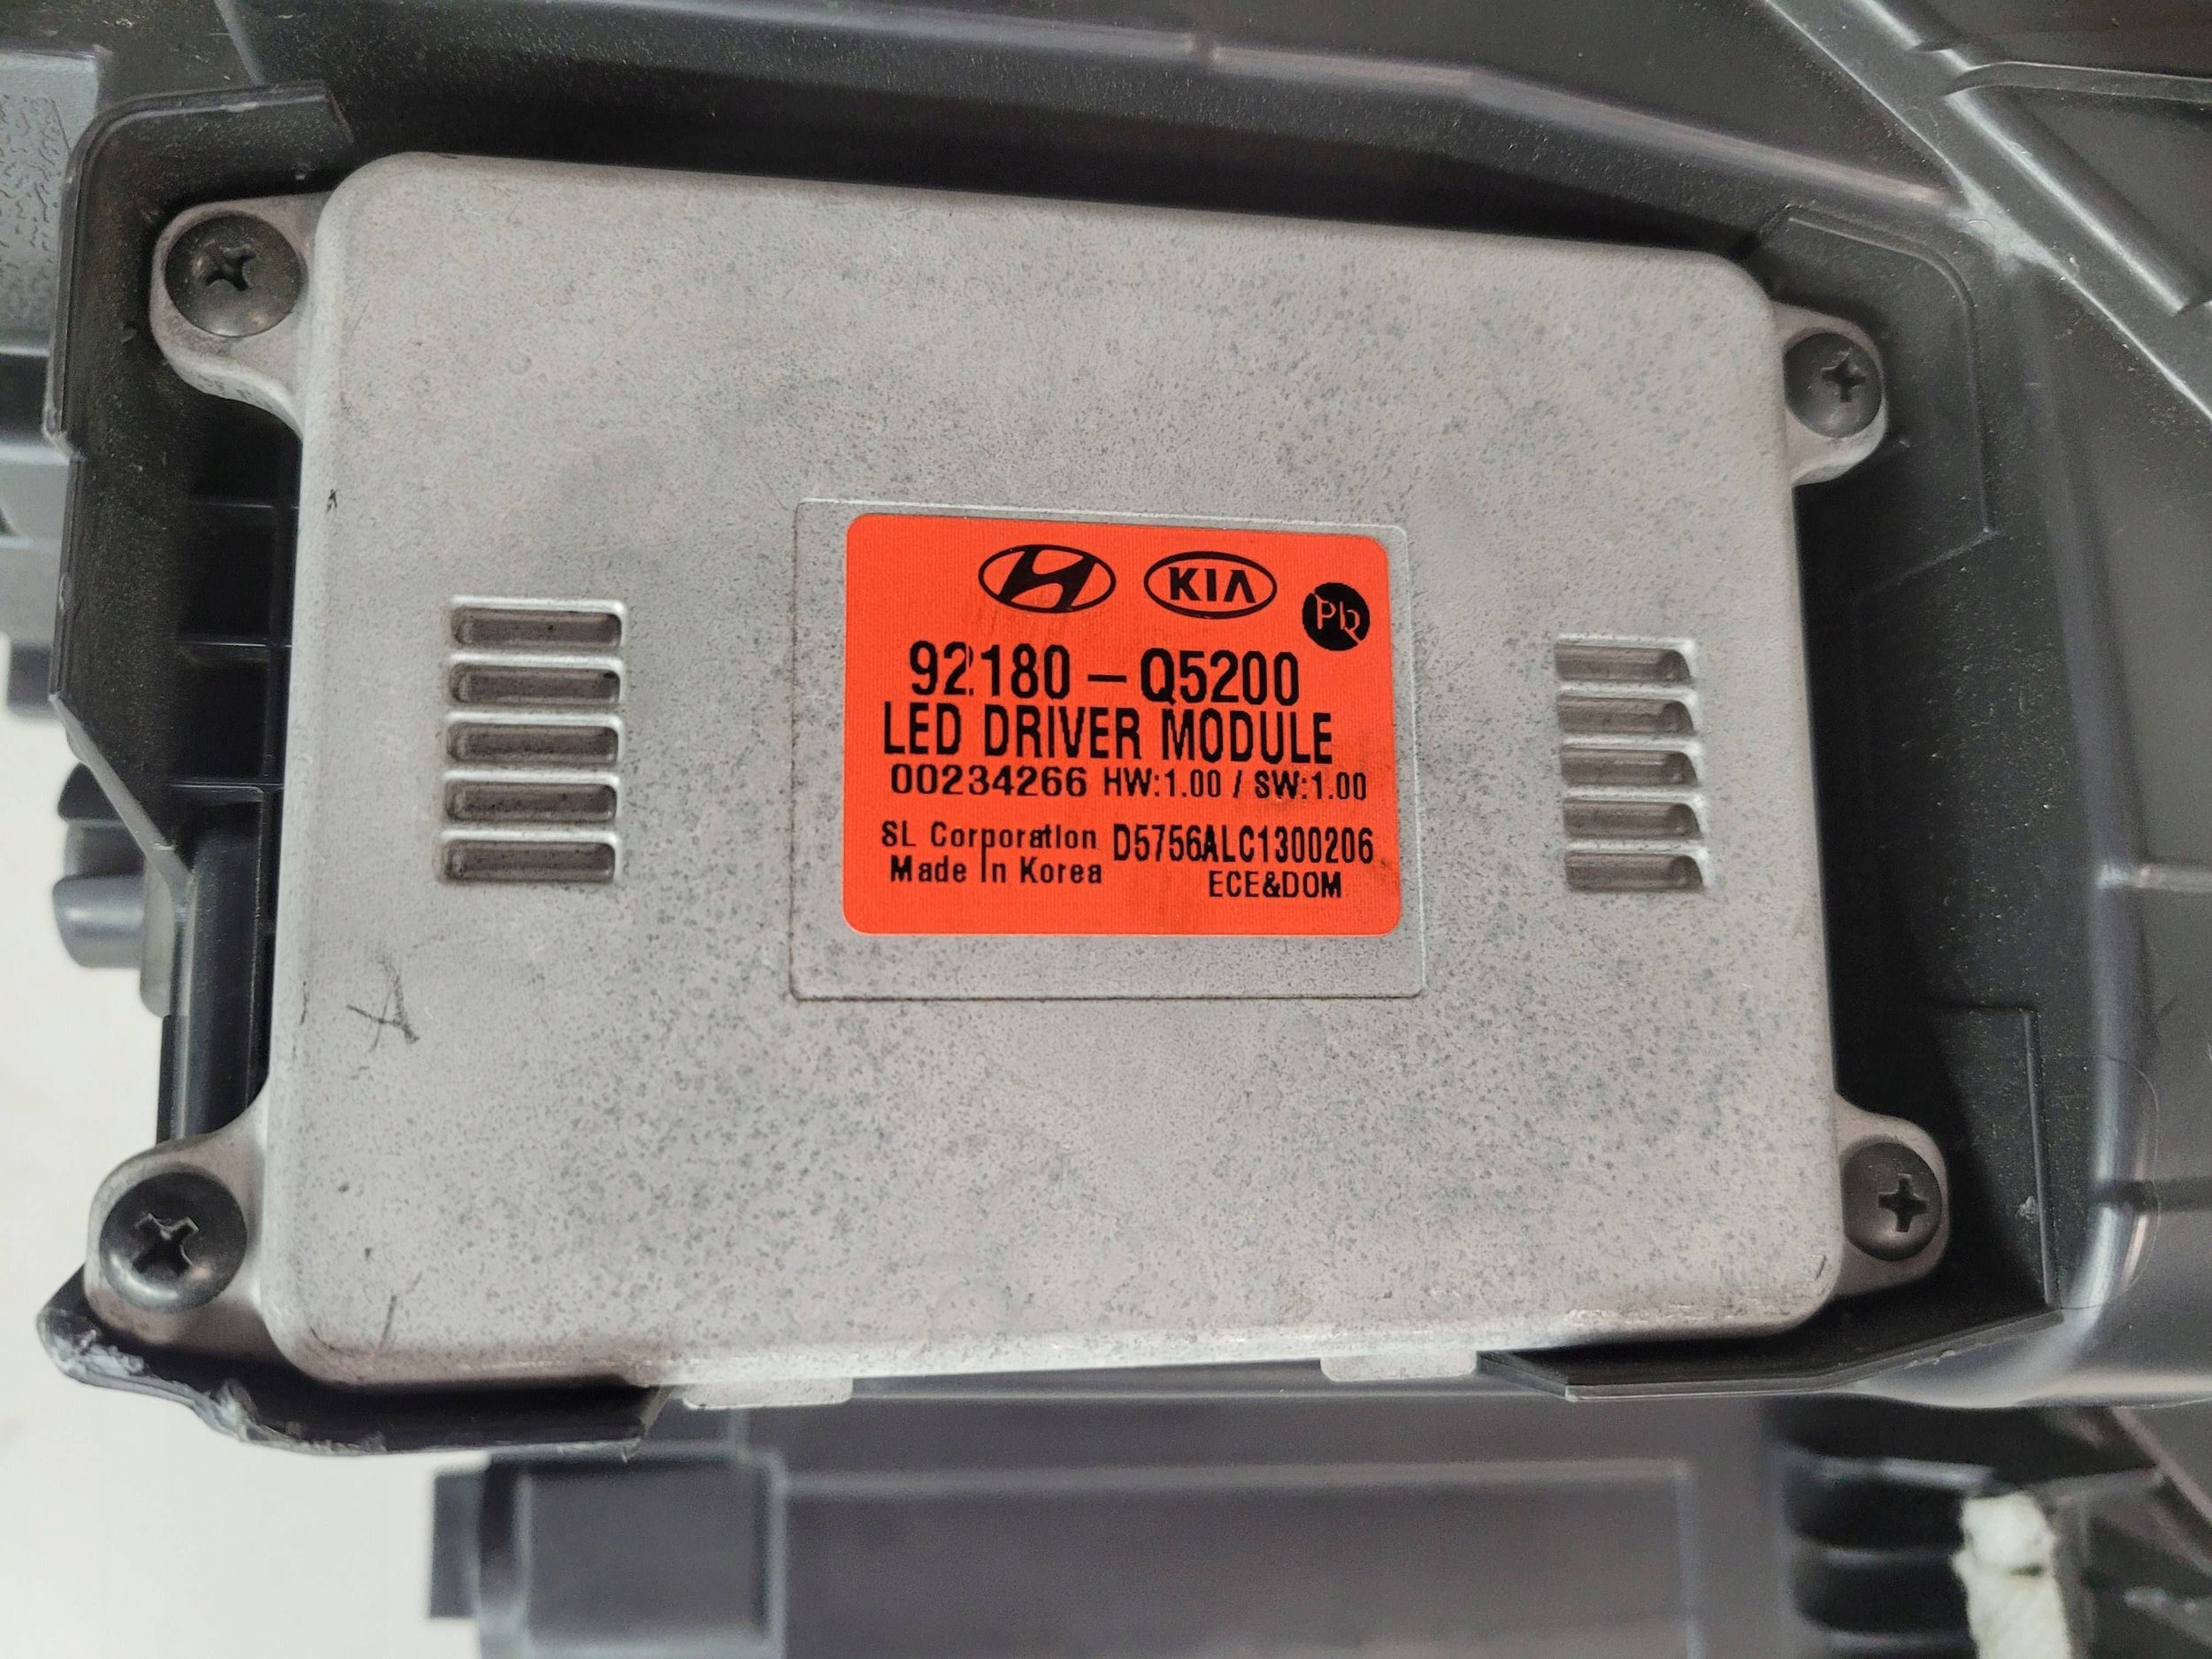 KIA
Pb
92180-Q5200
LED DRIVER MODULE
00234266 HW:1.00 / SW:1.00
SL Corporation D5756ALC1300206
Made In Korea ECE&DOM